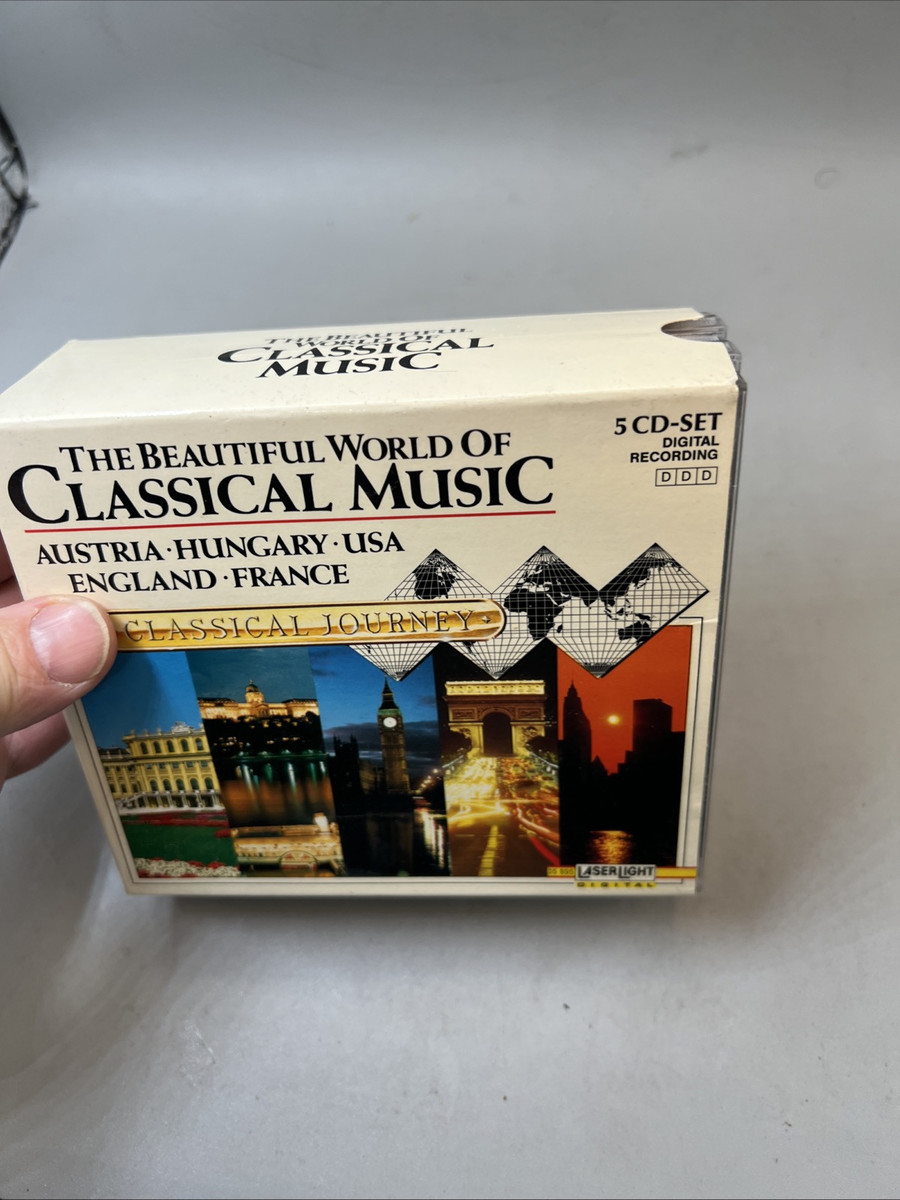 THE BEAUTIFUL
WORLD OF
CLASSICAL
MUSIC
THE BEAUTIFUL WORLD OF
CLASSICAL MUSIC
AUSTRIA · HUNGARY · USA
ENGLAND · FRANCE
5 CD-SET
DIGITAL
RECORDING
D D D
CLASSICAL JOURNEY
LASERLIGHT
DIGITAL